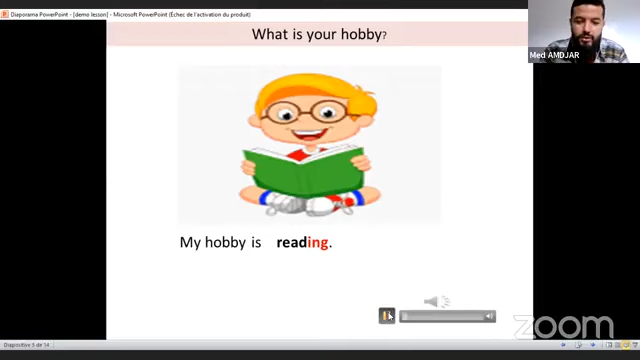 Diaporama PowerPoint - [demo lesson] - Microsoft PowerPoint (Échec de l'activation du produit)
What is your hobby?
Med AMDJAR
My hobby is reading.
zoom
Diapositive 5 de 14